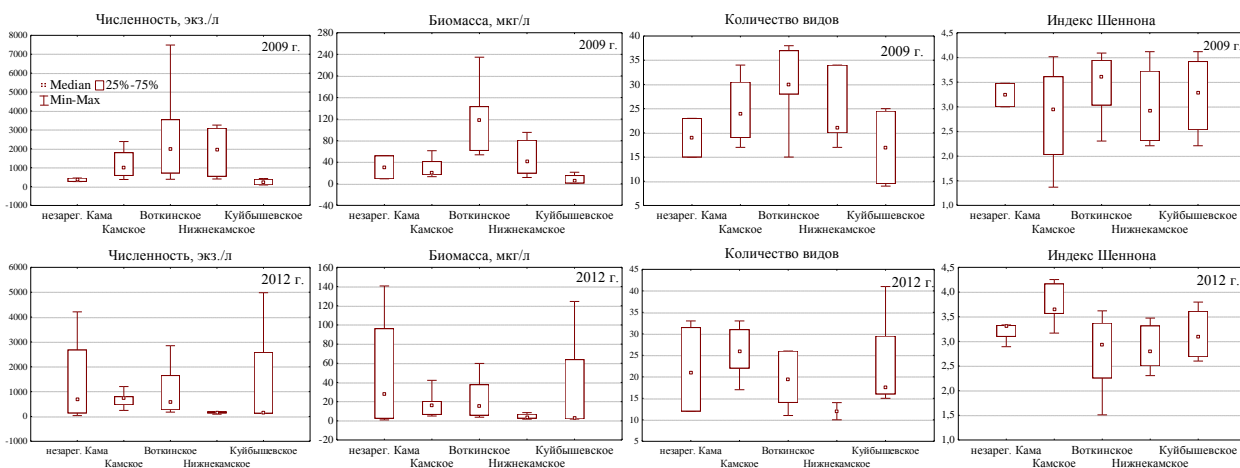 Численность, экз./л
2009 г.
8000
7000
6000
5000
4000
3000
2000
1000
0
-1000
Median 25%-75%
Min-Max
незарег. Кама Воткинское Куйбышевское
Камское Нижнекамское
Биомасса, мкг/л
2009 г.
280
240
200
160
120
80
40
0
-40
незарег. Кама Воткинское Куйбышевское
Камское Нижнекамское
Количество видов
2009 г.
40
35
30
25
20
15
10
5
незарег. Кама Воткинское Куйбышевское
Камское Нижнекамское
Индекс Шеннона
2009 г.
4,5
4,0
3,5
3,0
2,5
2,0
1,5
1,0
незарег. Кама Воткинское Куйбышевское
Камское Нижнекамское
Численность, экз./л
2012 г.
6000
5000
4000
3000
2000
1000
0
-1000
незарег. Кама Воткинское Куйбышевское
Камское Нижнекамское
Биомасса, мкг/л
2012 г.
160
140
120
100
80
60
40
20
0
-20
незарег. Кама Воткинское Куйбышевское
Камское Нижнекамское
Количество видов
2012 г.
45
40
35
30
25
20
15
10
5
незарег. Кама Воткинское Куйбышевское
Камское Нижнекамское
Индекс Шеннона
2012 г.
4,5
4,0
3,5
3,0
2,5
2,0
1,5
1,0
незарег. Кама Воткинское Куйбышевское
Камское Нижнекамское